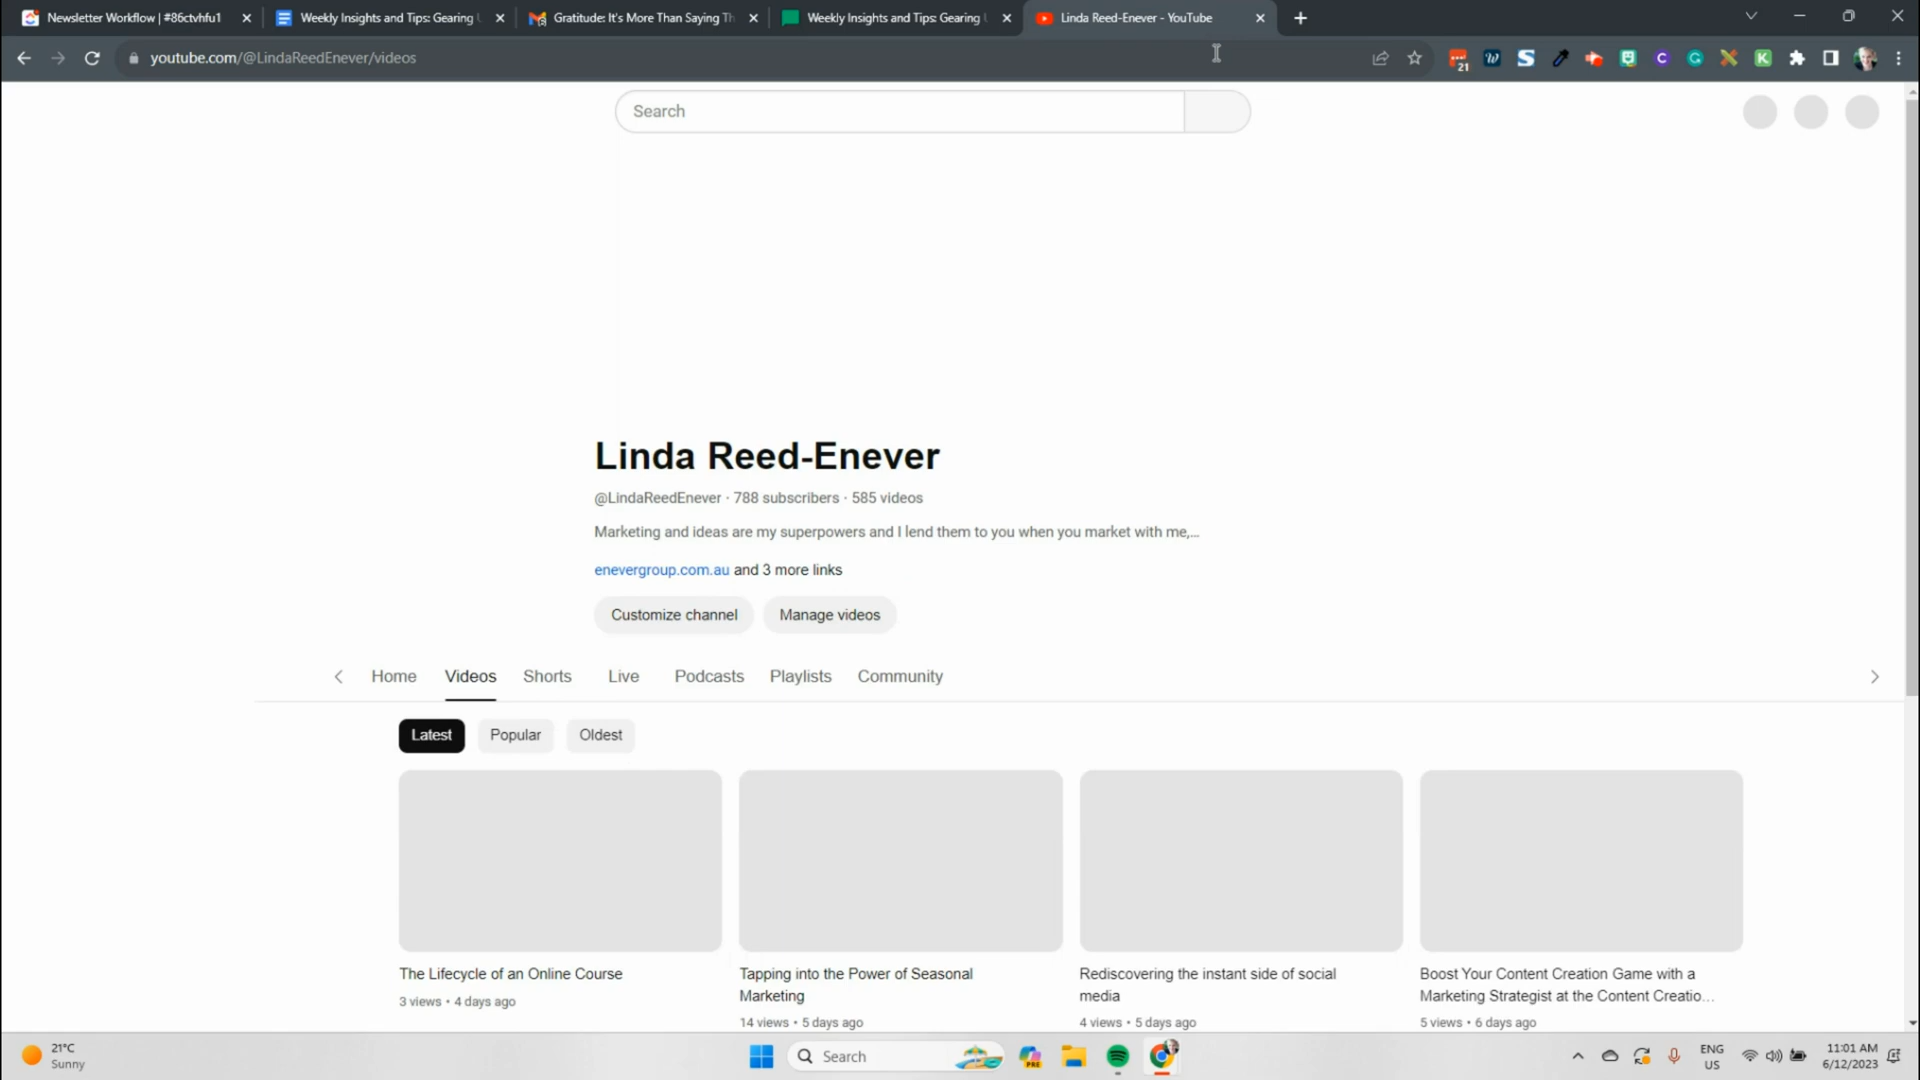 Newsletter Workflow | #86ctvhfu1
Weekly Insights and Tips: Gearing
Gratitude: It's More Than Saying Th
Weekly Insights and Tips: Gearing
Linda Reed-Enever - YouTube
youtube.com/@LindaReedEnever/videos
21
Search
Linda Reed-Enever
@LindaReedEnever · 788 subscribers · 585 videos
Marketing and ideas are my superpowers and I lend them to you when you market with me,...
enevergroup.com.au and 3 more links
Customize channel
Manage videos
Home
Videos
Shorts
Live
Podcasts
Playlists
Community
Latest
Popular
Oldest
The Lifecycle of an Online Course
3 views • 4 days ago
Tapping into the Power of Seasonal
Marketing
14 views • 5 days ago
Rediscovering the instant side of social
media
4 views • 5 days ago
Boost Your Content Creation Game with a
Marketing Strategist at the Content Creatio...
5 views • 6 days ago
21°C
Sunny
Search
PRE
ENG
US
11:01 AM
6/12/2023